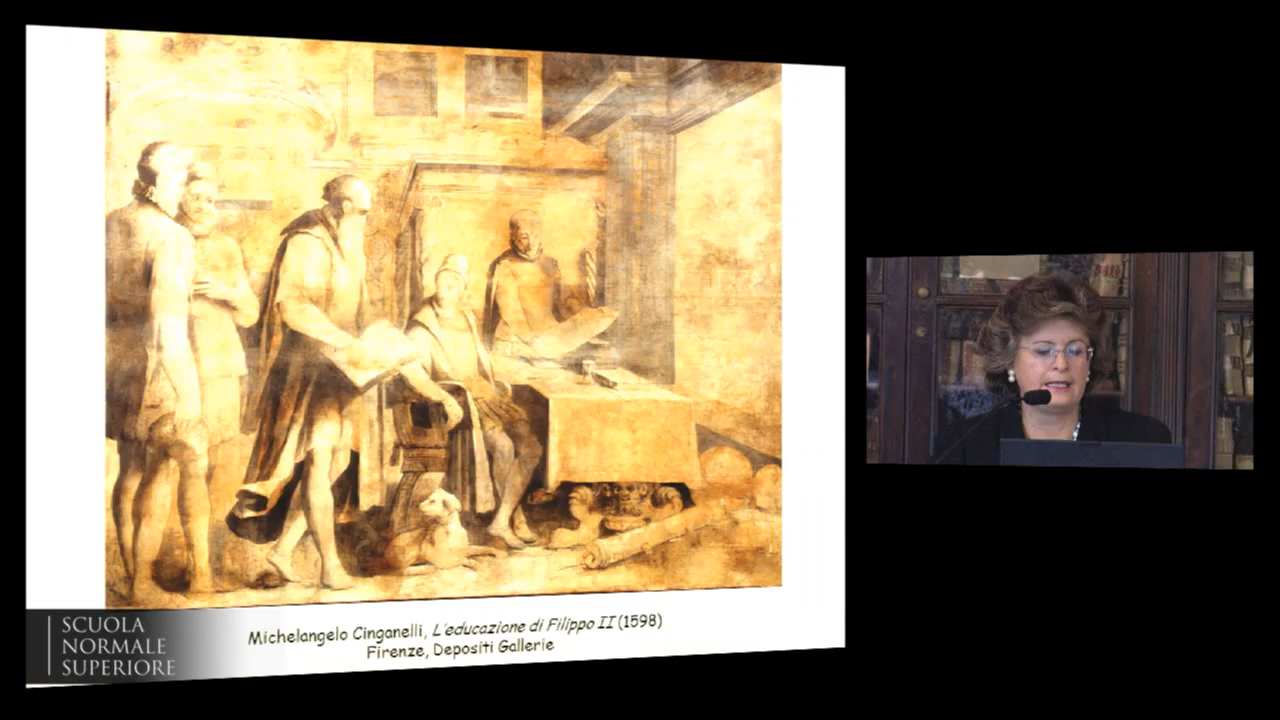 SCUOLA
NORMALE
SUPERIORE
Michelangelo Cinganelli, L'educazione di Filippo II (1598)
Firenze, Depositi Gallerie